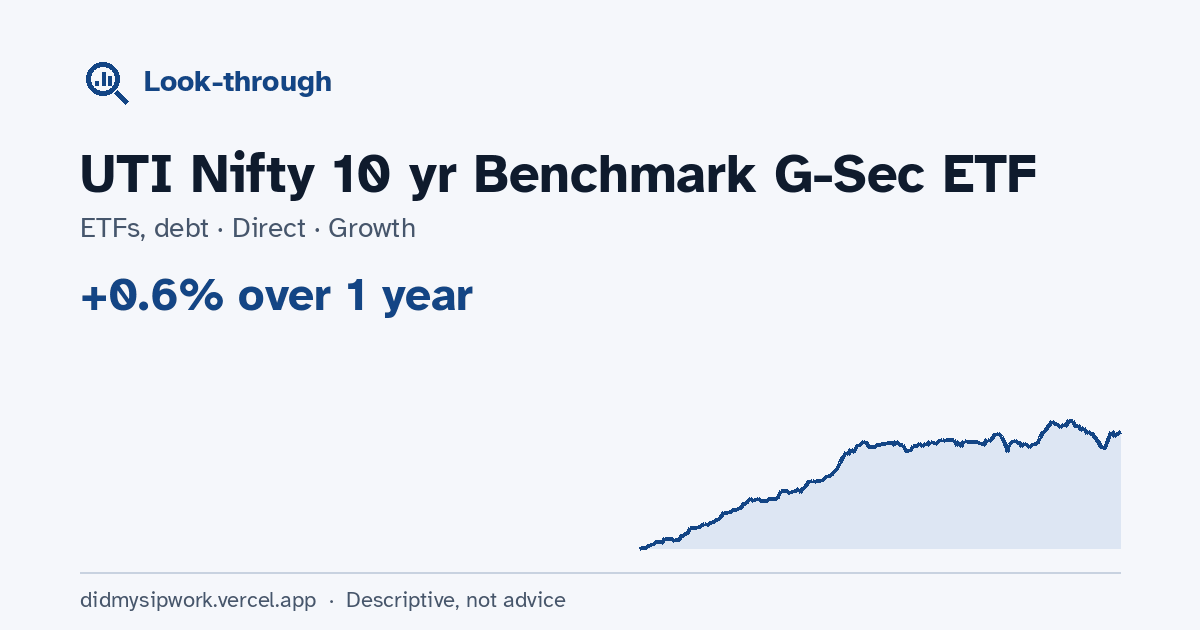 Look-through
UTI Nifty 10 yr Benchmark G-Sec ETF
ETFs, debt · Direct · Growth
+0.6% over 1 year
didmysipwork.vercel.app · Descriptive, not advice